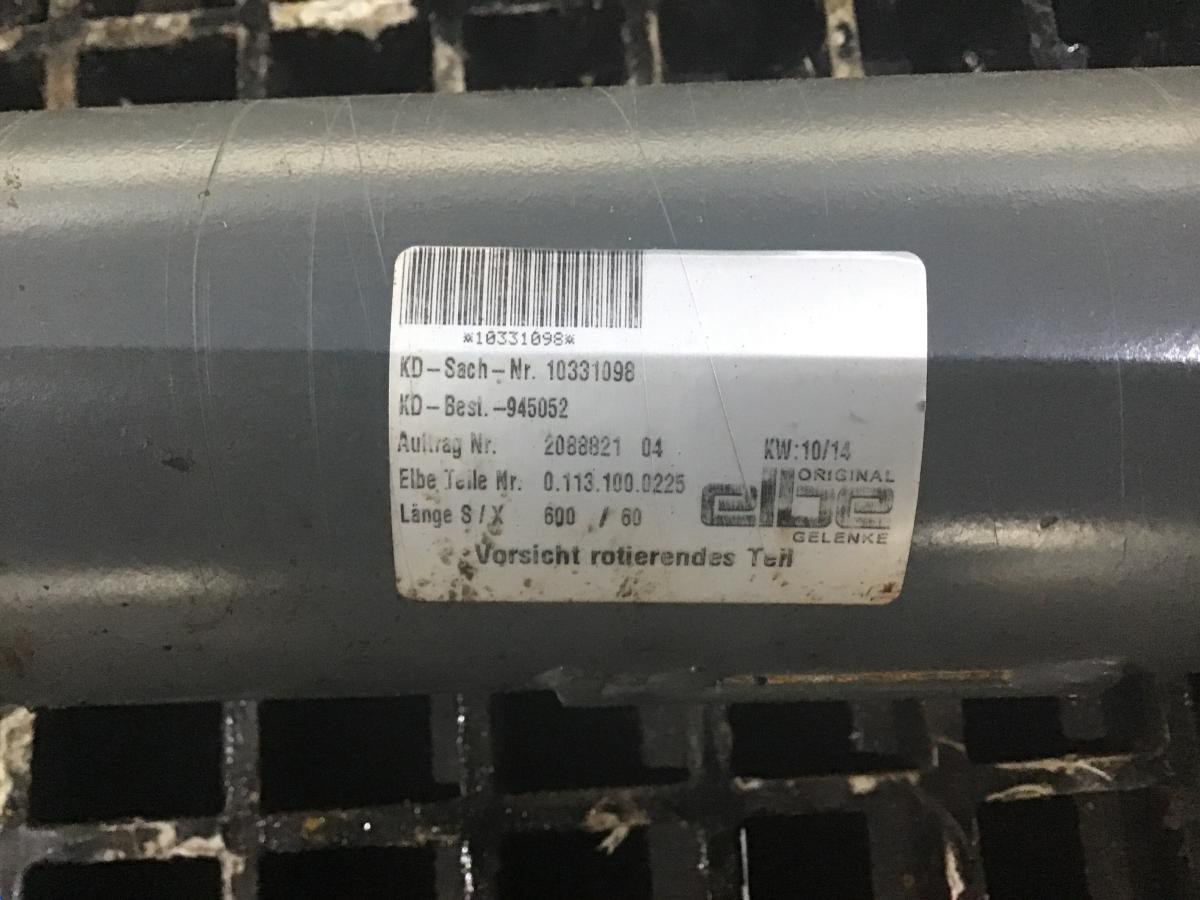 *10331098*
KD-Sach-Nr. 10331098
KD-Best.-945052
Auftrag Nr. 2088821 04 KW:10/14
Elbe Teile Nr. 0.113.100.0225
Länge S / X 600 / 60
ORIGINAL
elbe
GELENKE
Vorsicht rotierendes Teil